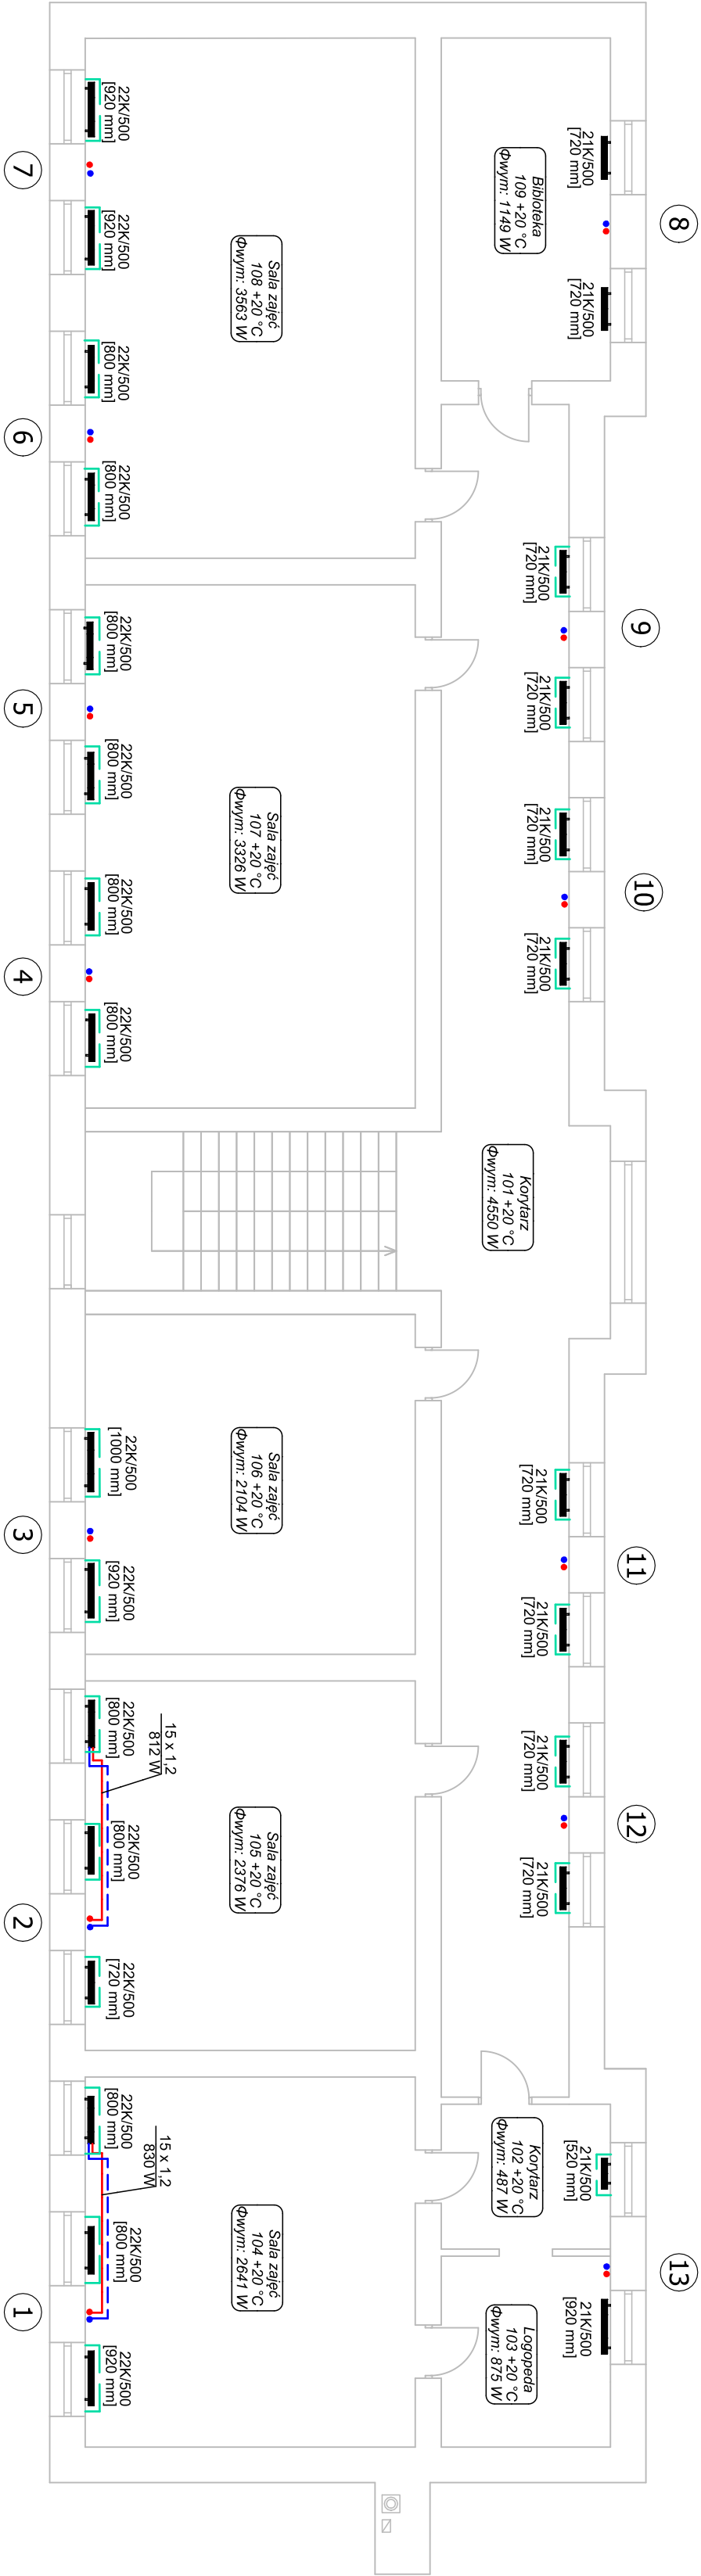 8
21K/500
[720 mm]
21K/500
[720 mm]
Bibloteka
109 +20 °C
Φwym: 1149 W
22K/500
[920 mm]
7
22K/500
[920 mm]
Sala zajęć
108 +20 °C
Φwym: 3563 W
22K/500
[800 mm]
6
22K/500
[800 mm]
9
21K/500
[720 mm]
21K/500
[720 mm]
22K/500
[800 mm]
5
22K/500
[800 mm]
Sala zajęć
107 +20 °C
Φwym: 3326 W
10
21K/500
[720 mm]
21K/500
[720 mm]
22K/500
[800 mm]
4
22K/500
[800 mm]
Korytarz
101 +20 °C
Φwym: 4550 W
Sala zajęć
106 +20 °C
Φwym: 2104 W
22K/500
[1000 mm]
3
22K/500
[920 mm]
11
21K/500
[720 mm]
21K/500
[720 mm]
22K/500
[800 mm]
15 x 1,2
812 W
22K/500
[800 mm]
2
22K/500
[720 mm]
Sala zajęć
105 +20 °C
Φwym: 2376 W
12
21K/500
[720 mm]
21K/500
[720 mm]
22K/500
[800 mm]
15 x 1,2
830 W
22K/500
[800 mm]
1
22K/500
[920 mm]
Sala zajęć
104 +20 °C
Φwym: 2641 W
Korytarz
102 +20 °C
Φwym: 487 W
21K/500
[520 mm]
13
21K/500
[920 mm]
Logopeda
103 +20 °C
Φwym: 875 W